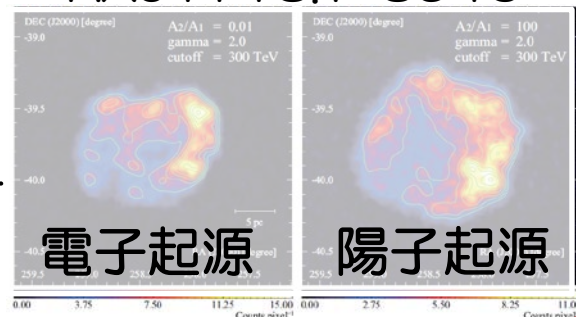 DEC (J2000) [degree]
A2/A1 = 0.01
gamma = 2.0
cutoff = 300 TeV
-39.0
-39.5
-40.0
5 pc
電子起源
259.5
0.00 3.75 7.50 11.25 15.00
Counts pixel⁻¹
DEC (J2000) [degree]
A2/A1 = 100
gamma = 2.0
cutoff = 300 TeV
-39.0
-39.5
-40.0
陽子起源
259.5
0.00 2.75 5.50 8.25 11.0
Counts pixel